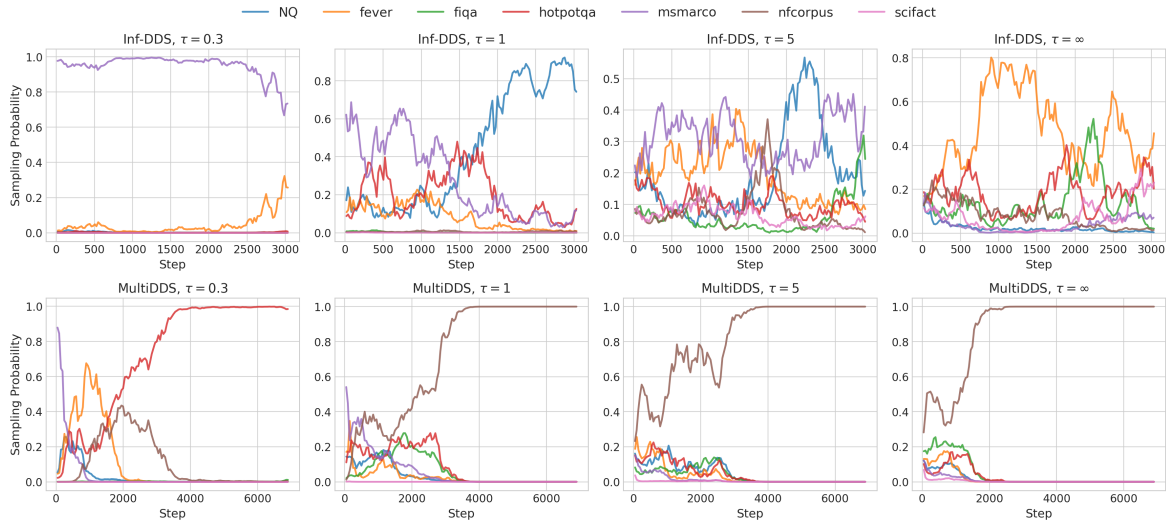 NQ fever fiqa hotpotqa msmarco nfcorpus scifact
Inf-DDS, τ = 0.3
Inf-DDS, τ = 1
Inf-DDS, τ = 5
Inf-DDS, τ = ∞
Sampling Probability
1.0
0.8
0.6
0.4
0.2
0.0
0 500 1000 1500 2000 2500 3000
Step
0.8
0.6
0.4
0.2
0.0
0 500 1000 1500 2000 2500 3000
Step
0.5
0.4
0.3
0.2
0.1
0.0
0 500 1000 1500 2000 2500 3000
Step
0.8
0.6
0.4
0.2
0.0
0 500 1000 1500 2000 2500 3000
Step
MultiDDS, τ = 0.3
MultiDDS, τ = 1
MultiDDS, τ = 5
MultiDDS, τ = ∞
Sampling Probability
1.0
0.8
0.6
0.4
0.2
0.0
0 2000 4000 6000
Step
1.0
0.8
0.6
0.4
0.2
0.0
0 2000 4000 6000
Step
1.0
0.8
0.6
0.4
0.2
0.0
0 2000 4000 6000
Step
1.0
0.8
0.6
0.4
0.2
0.0
0 2000 4000 6000
Step